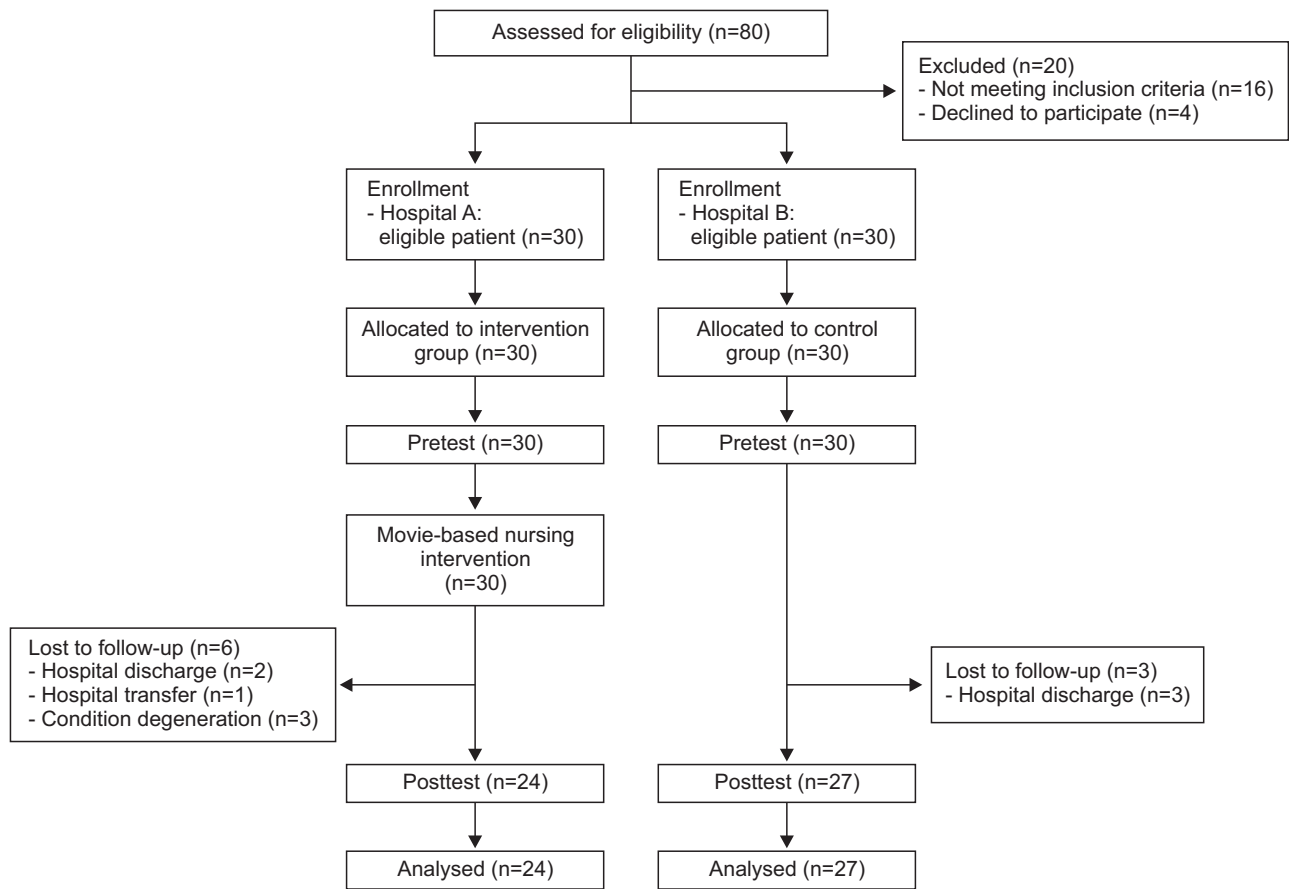 Assessed for eligibility (n=80)
Excluded (n=20)
- Not meeting inclusion criteria (n=16)
- Declined to participate (n=4)
Enrollment
- Hospital A:
eligible patient (n=30)
Enrollment
- Hospital B:
eligible patient (n=30)
Allocated to intervention
group (n=30)
Allocated to control
group (n=30)
Pretest (n=30)
Pretest (n=30)
Movie-based nursing
intervention
(n=30)
Lost to follow-up (n=6)
- Hospital discharge (n=2)
- Hospital transfer (n=1)
- Condition degeneration (n=3)
Lost to follow-up (n=3)
- Hospital discharge (n=3)
Posttest (n=24)
Posttest (n=27)
Analysed (n=24)
Analysed (n=27)